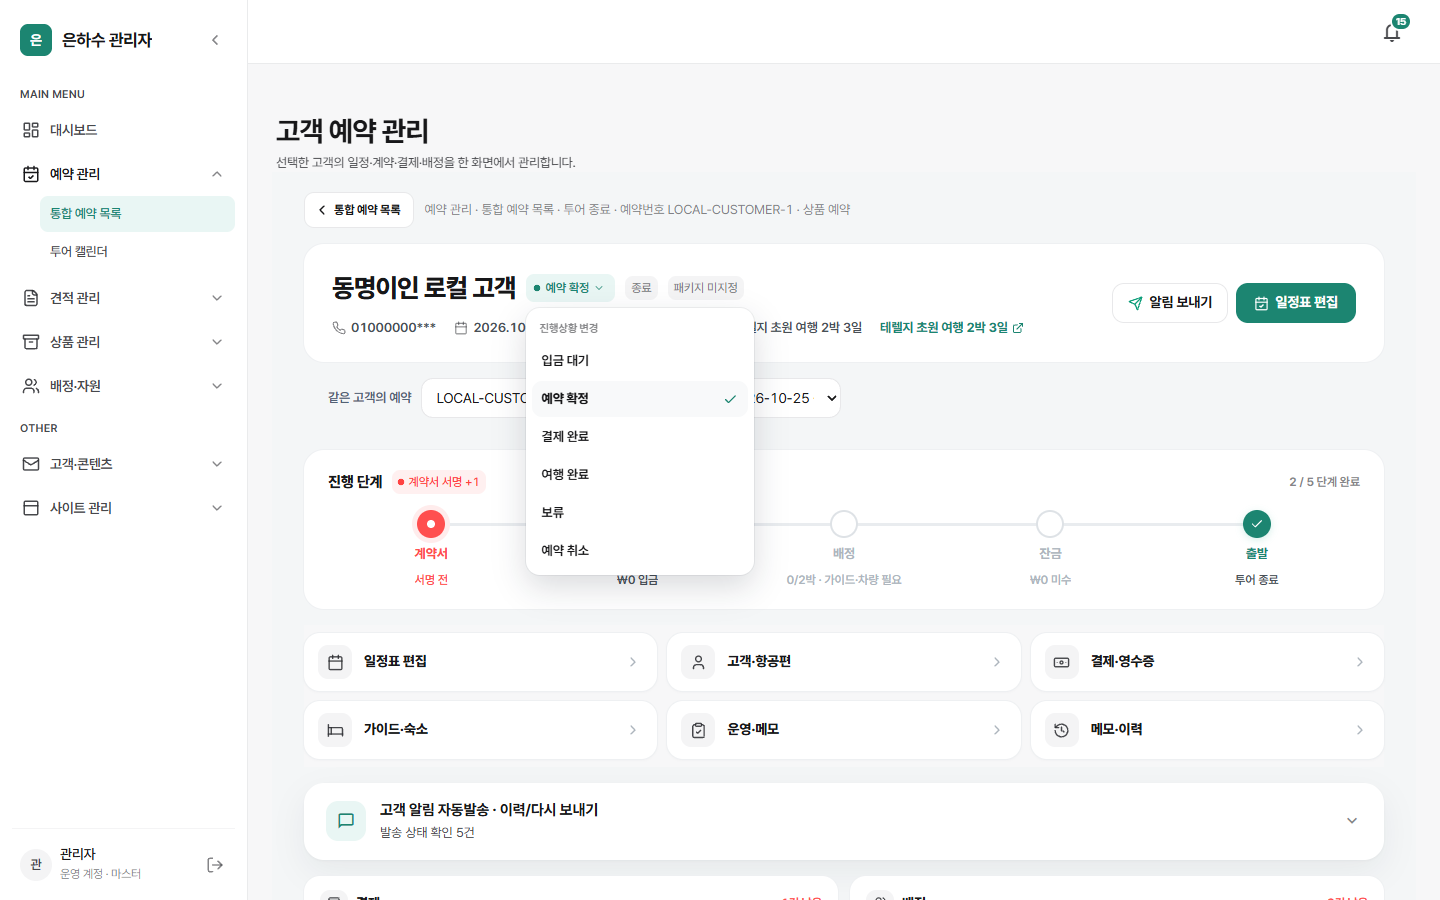 은 은하수 관리자
15
MAIN MENU
대시보드
예약 관리
통합 예약 목록
투어 캘린더
견적 관리
상품 관리
배정·자원
OTHER
고객·콘텐츠
사이트 관리
관 관리자
운영 계정 · 마스터
고객 예약 관리
선택한 고객의 일정·계약·결제·배정을 한 화면에서 관리합니다.
통합 예약 목록 예약 관리 · 통합 예약 목록 · 투어 종료 · 예약번호 LOCAL-CUSTOMER-1 · 상품 예약
동명이인 로컬 고객 예약 확정 종료 패키지 미지정
알림 보내기 일정표 편집
01000000*** 2026.10 초원 여행 2박 3일 테렐지 초원 여행 2박 3일
진행상황 변경
입금 대기
예약 확정
결제 완료
여행 완료
보류
예약 취소
같은 고객의 예약 LOCAL-CUSTO 6-10-25
진행 단계 계약서 서명 +1 2 / 5 단계 완료
계약서 배정 잔금 출발
서명 전 ₩0 입금 0/2박 · 가이드·차량 필요 ₩0 미수 투어 종료
일정표 편집 고객·항공편 결제·영수증
가이드·숙소 운영·메모 메모·이력
고객 알림 자동발송 · 이력/다시 보내기
발송 상태 확인 5건